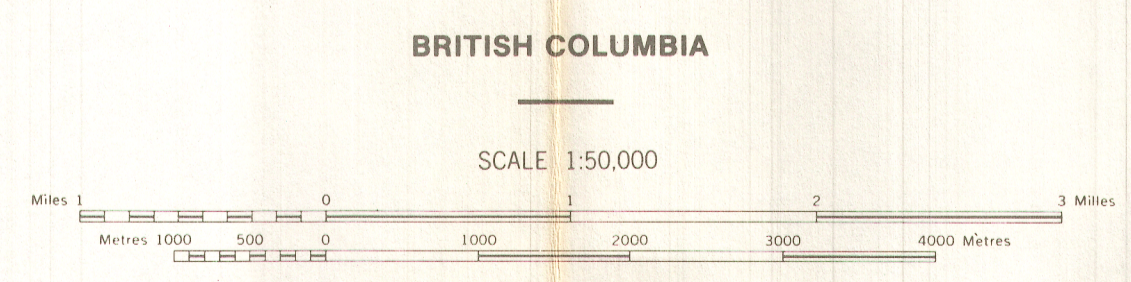 BRITISH COLUMBIA
SCALE 1:50,000
Miles 1 0 1 2 3 Milles
Metres 1000 500 0 1000 2000 3000 4000 Mètres